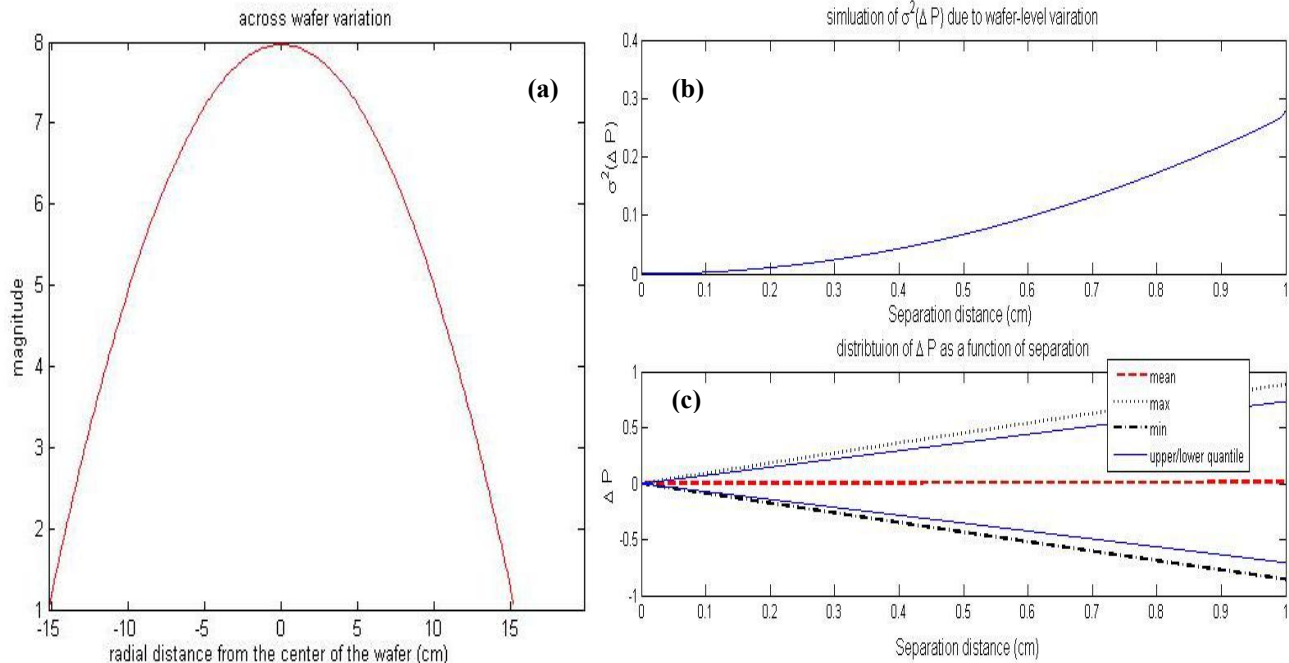 across wafer variation
(a)
8
7
6
5
4
3
2
1
magnitude
-15 -10 -5 0 5 10 15
radial distance from the center of the wafer (cm)
simluation of σ²(Δ P) due to wafer-level vairation
(b)
0.4
0.3
0.2
0.1
0
σ²(Δ P)
0 0.1 0.2 0.3 0.4 0.5 0.6 0.7 0.8 0.9 1
Separation distance (cm)
distribtuion of Δ P as a function of separation
(c)
mean
max
min
upper/lower quantile
1
0.5
0
-0.5
-1
Δ P
0 0.1 0.2 0.3 0.4 0.5 0.6 0.7 0.8 0.9 1
Separation distance (cm)